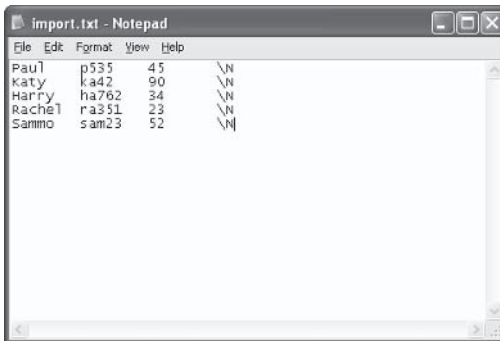 import.txt - Notepad
File Edit Format View Help
Paul p535 45 \N
Katy ka42 90 \N
Harry ha762 34 \N
Rachel ra351 23 \N
Sammo sam23 52 \N